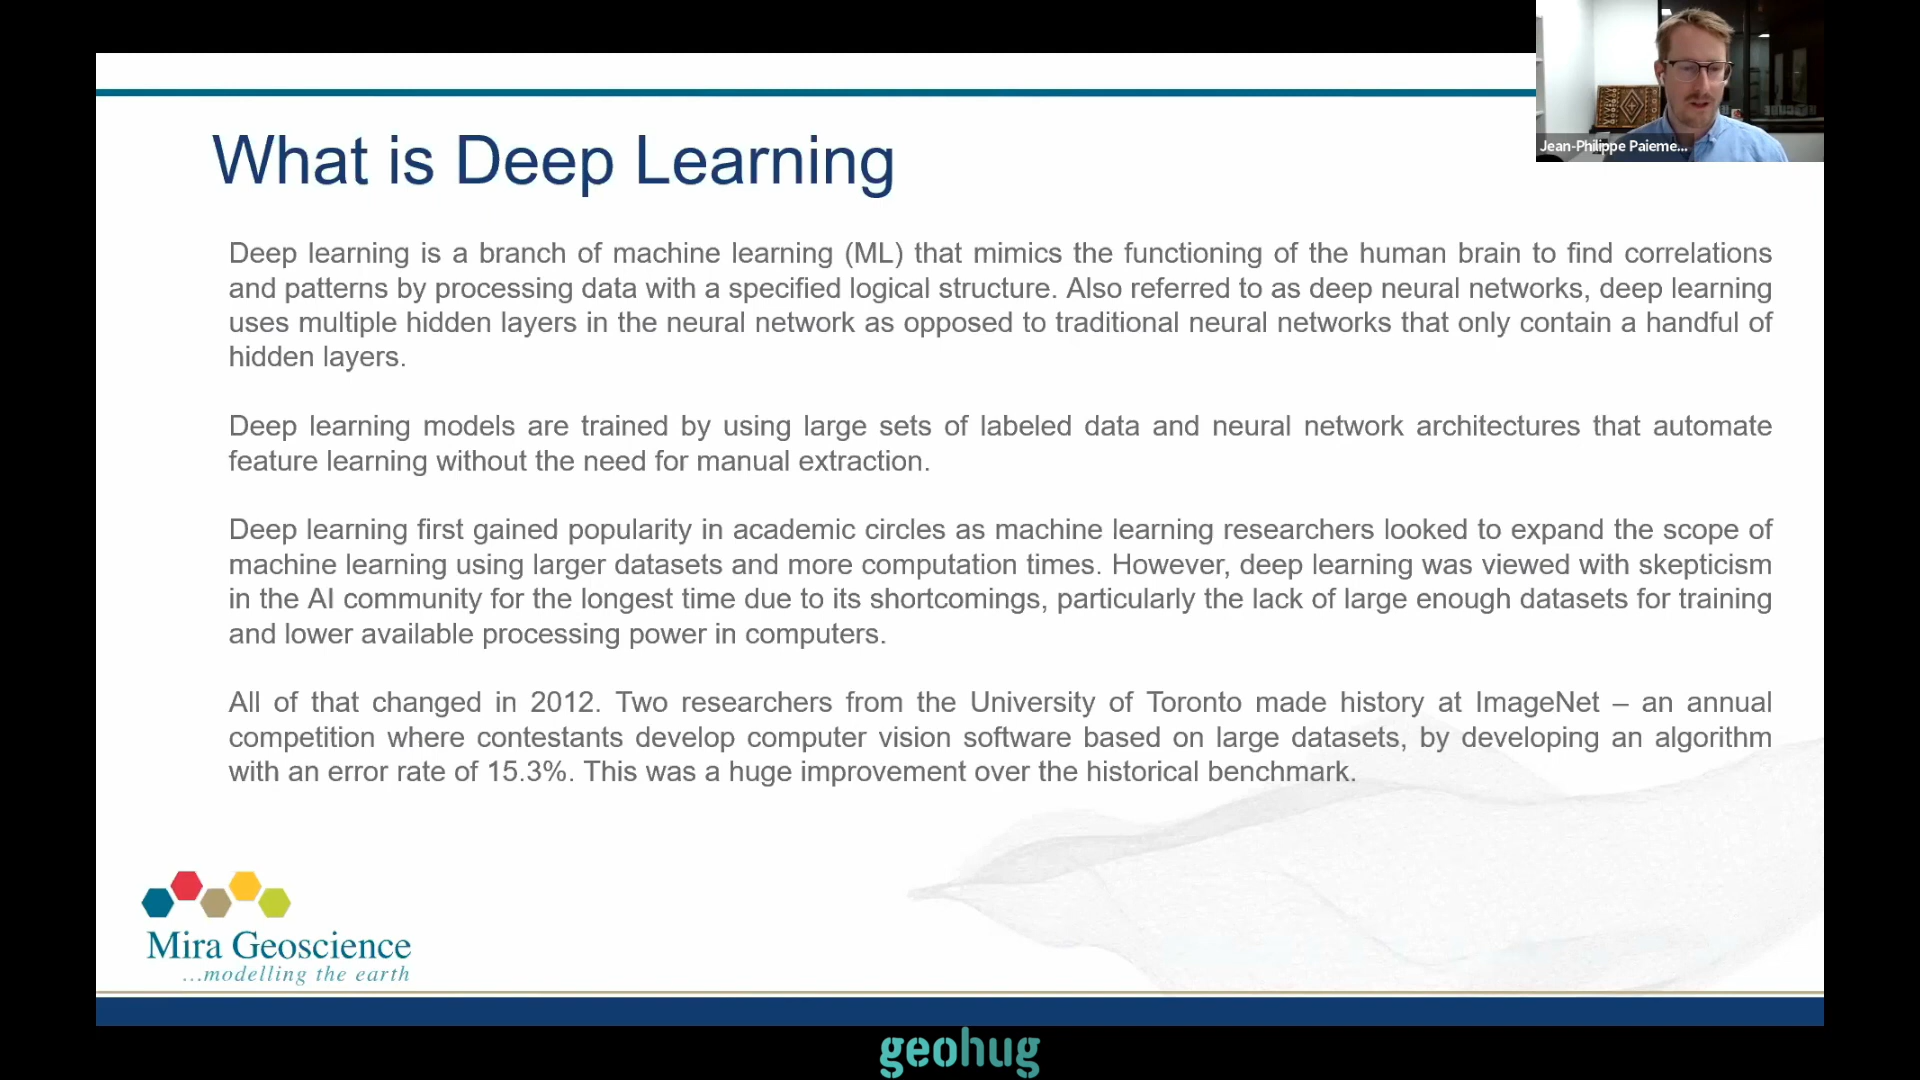 Jean-Philippe Paieme...
What is Deep Learning
Deep learning is a branch of machine learning (ML) that mimics the functioning of the human brain to find correlations
and patterns by processing data with a specified logical structure. Also referred to as deep neural networks, deep learning
uses multiple hidden layers in the neural network as opposed to traditional neural networks that only contain a handful of
hidden layers.
Deep learning models are trained by using large sets of labeled data and neural network architectures that automate
feature learning without the need for manual extraction.
Deep learning first gained popularity in academic circles as machine learning researchers looked to expand the scope of
machine learning using larger datasets and more computation times. However, deep learning was viewed with skepticism
in the AI community for the longest time due to its shortcomings, particularly the lack of large enough datasets for training
and lower available processing power in computers.
All of that changed in 2012. Two researchers from the University of Toronto made history at ImageNet – an annual
competition where contestants develop computer vision software based on large datasets, by developing an algorithm
with an error rate of 15.3%. This was a huge improvement over the historical benchmark.
Mira Geoscience
...modelling the earth
geohug